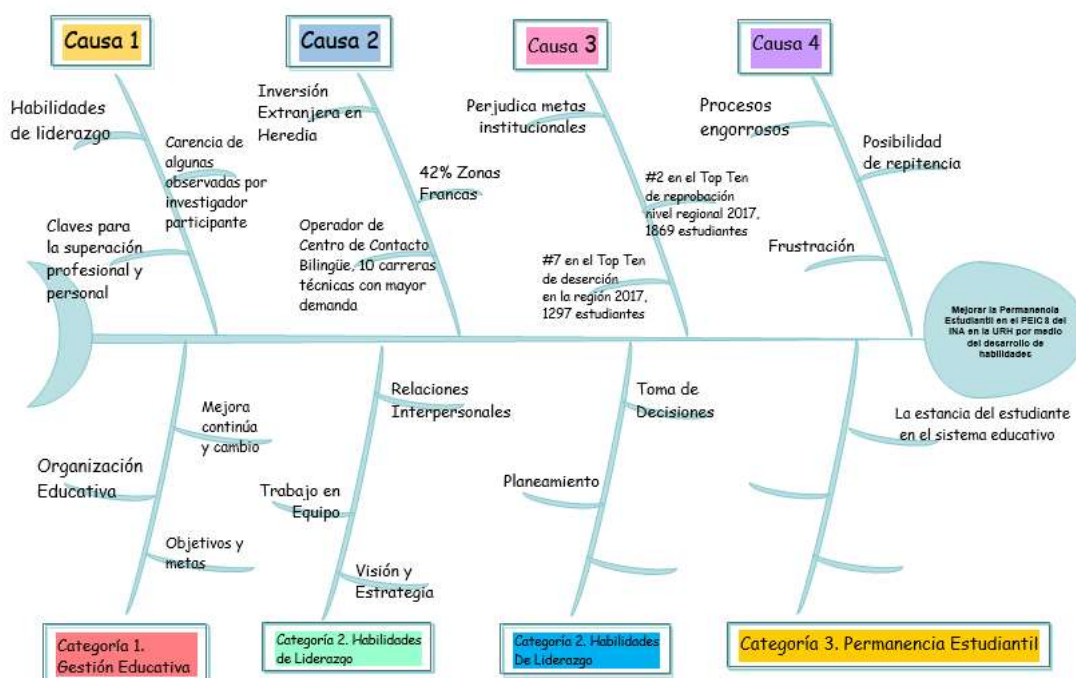 Causa 1
Habilidades
de liderazgo
Carencia de
algunas
observadas por
investigador
participante
Claves para
la superación
profesional y
personal
Causa 2
Inversión
Extranjera en
Heredia
42% Zonas
Francas
Operador de
Centro de Contacto
Bilingüe, 10 carreras
técnicas con mayor
demanda
Causa 3
Perjudica metas
institucionales
#2 en el Top Ten
de reprobación
nivel regional 2017,
1869 estudiantes
#7 en el Top Ten
de deserción
en la región 2017,
1297 estudiantes
Causa 4
Procesos
engorrosos
Posibilidad
de repitencia
Frustración
Mejorar la Permanencia
Estudiantil en el PEIC8 del
INA en la URH por medio
del desarrollo de
habilidades
Mejora
continúa
y cambio
Organización
Educativa
Objetivos y
metas
Categoría 1.
Gestión Educativa
Relaciones
Interpersonales
Trabajo en
Equipo
Visión y
Estrategia
Categoría 2. Habilidades
de Liderazgo
Toma de
Decisiones
Planeamiento
Categoría 2. Habilidades
De Liderazgo
La estancia del estudiante
en el sistema educativo
Categoría 3. Permanencia Estudiantil